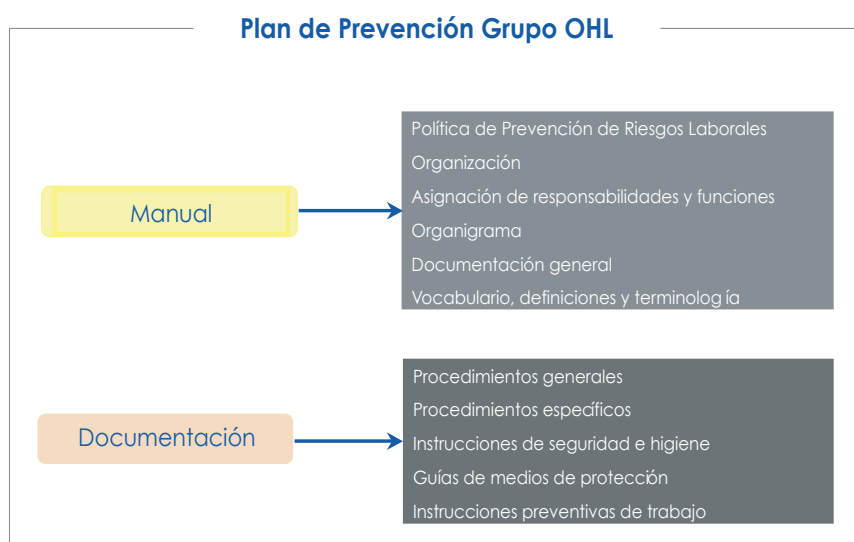 Plan de Prevención Grupo OHL
Manual
Política de Prevención de Riesgos Laborales
Organización
Asignación de responsabilidades y funciones
Organigrama
Documentación general
Vocabulario, definiciones y terminología
Documentación
Procedimientos generales
Procedimientos específicos
Instrucciones de seguridad e higiene
Guías de medios de protección
Instrucciones preventivas de trabajo